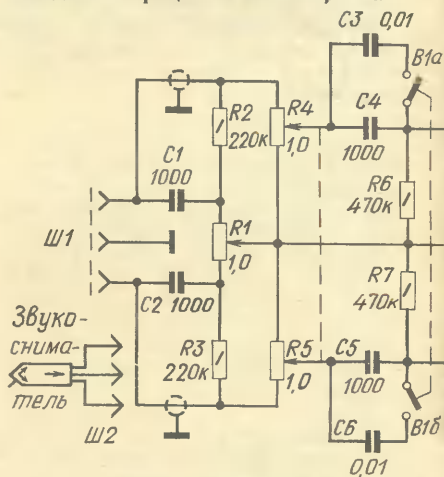 C3 0,01
B1а
R2
220к
R4
1,0
C4
1000
C1
1000
R6
470к
Ш1
R1
1,0
R7
470к
C2 1000
Звуко-
снима-
тель
R3
220к
R5
1,0
C5
1000
Ш2
B1б
C6
0,01